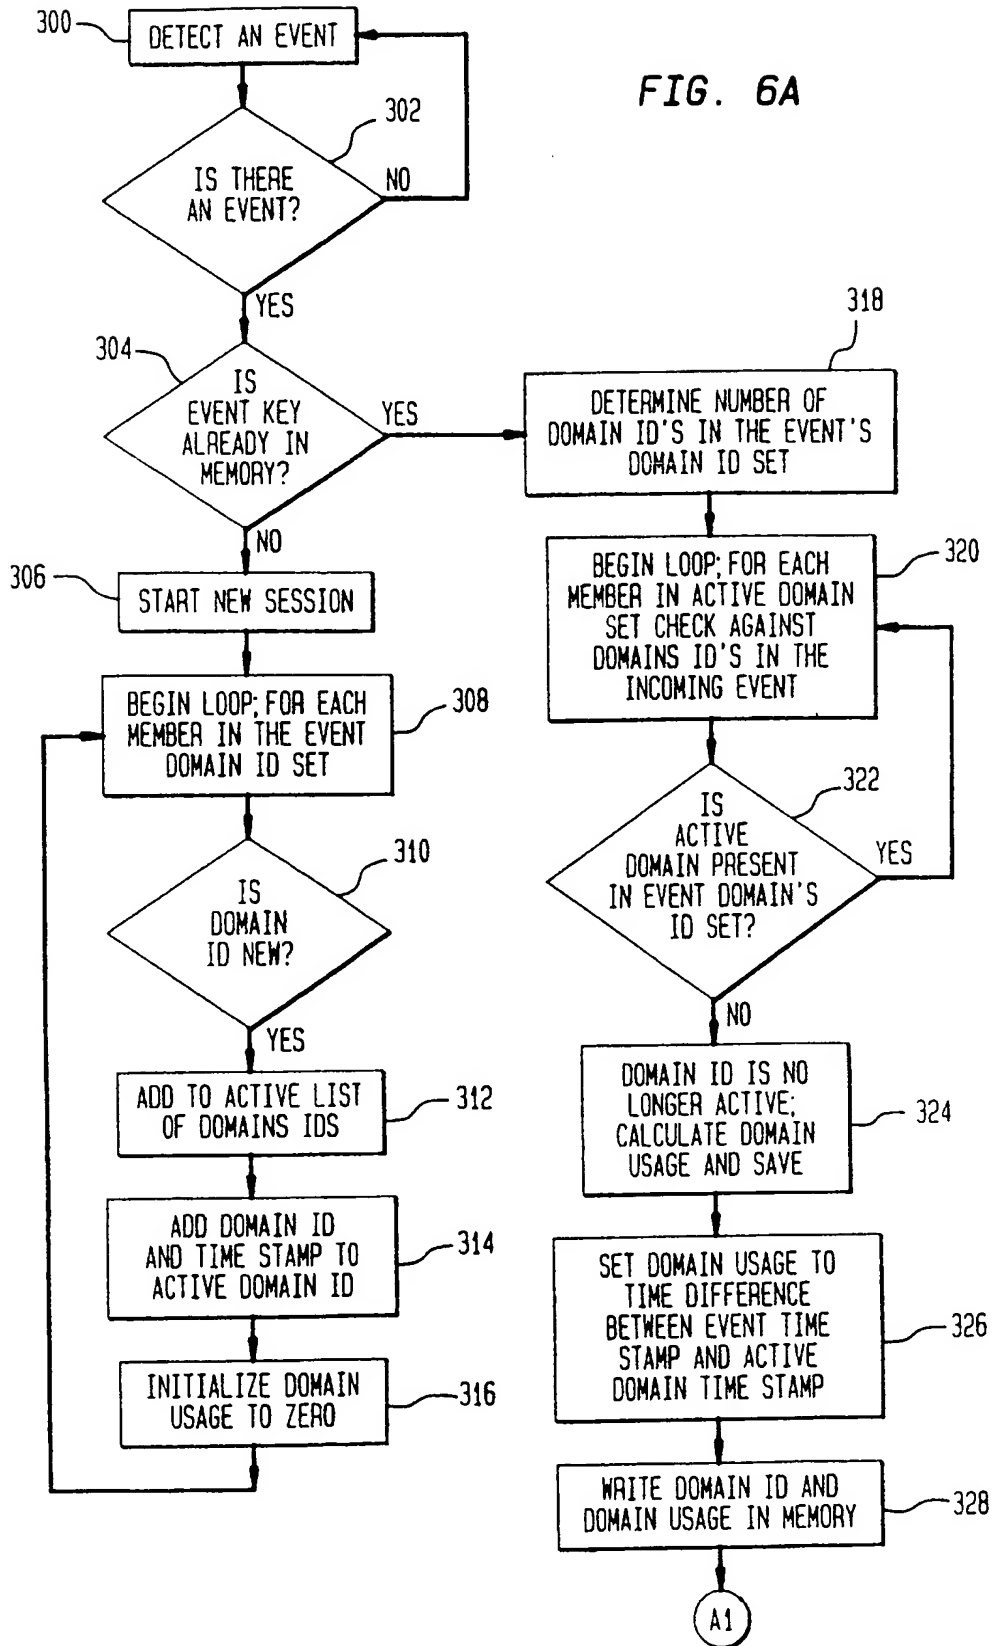 FIG. 6A
300
DETECT AN EVENT
302
IS THERE
AN EVENT?
NO
YES
304
IS
EVENT KEY
ALREADY IN
MEMORY?
YES
NO
306
START NEW SESSION
308
BEGIN LOOP; FOR EACH
MEMBER IN THE EVENT
DOMAIN ID SET
310
IS
DOMAIN
ID NEW?
YES
312
ADD TO ACTIVE LIST
OF DOMAINS IDS
314
ADD DOMAIN ID
AND TIME STAMP TO
ACTIVE DOMAIN ID
316
INITIALIZE DOMAIN
USAGE TO ZERO
318
DETERMINE NUMBER OF
DOMAIN ID'S IN THE EVENT'S
DOMAIN ID SET
320
BEGIN LOOP; FOR EACH
MEMBER IN ACTIVE DOMAIN
SET CHECK AGAINST
DOMAINS ID'S IN THE
INCOMING EVENT
322
IS
ACTIVE
DOMAIN PRESENT
IN EVENT DOMAIN'S
ID SET?
YES
NO
324
DOMAIN ID IS NO
LONGER ACTIVE;
CALCULATE DOMAIN
USAGE AND SAVE
326
SET DOMAIN USAGE TO
TIME DIFFERENCE
BETWEEN EVENT TIME
STAMP AND ACTIVE
DOMAIN TIME STAMP
328
WRITE DOMAIN ID AND
DOMAIN USAGE IN MEMORY
A1